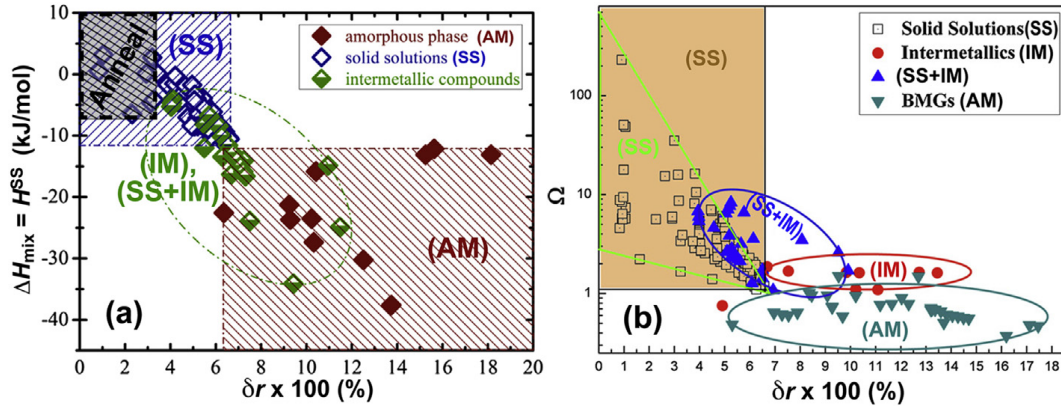 10
0
-10
-20
-30
-40
ΔHmix = H^SS (kJ/mol)
Anneal
(SS)
amorphous phase (AM)
solid solutions (SS)
intermetallic compounds
(IM),
(SS+IM)
(AM)
(a)
0 2 4 6 8 10 12 14 16 18 20
δr x 100 (%)
100
10
1
Ω
(SS)
(SS)
Solid Solutions(SS)
Intermetallics (IM)
(SS+IM)
BMGs (AM)
(SS+IM)
(IM)
(AM)
(b)
0 1 2 3 4 5 6 7 8 9 10 11 12 13 14 15 16 17 18
δr x 100 (%)